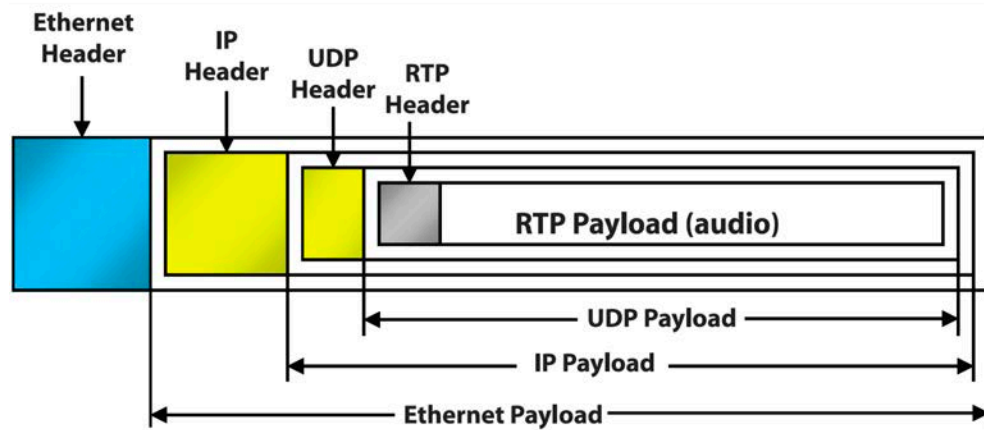 Ethernet
Header
IP
Header
UDP
Header
RTP
Header
RTP Payload (audio)
UDP Payload
IP Payload
Ethernet Payload